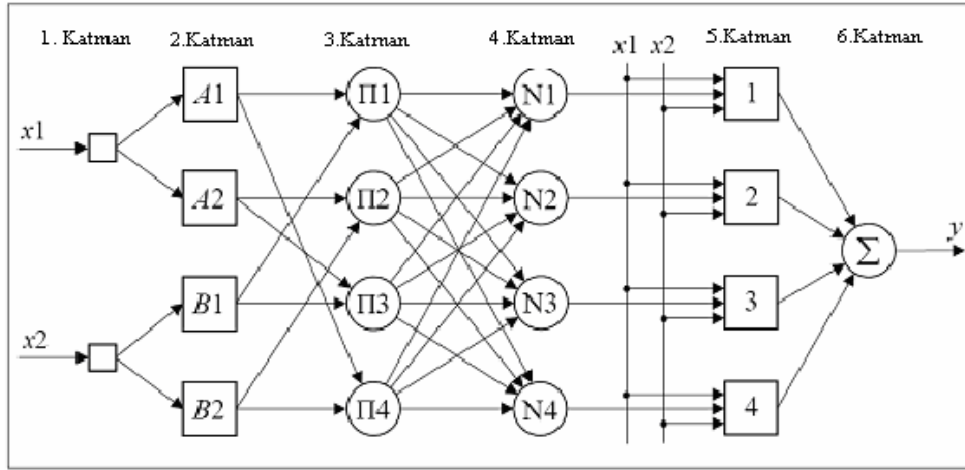 1. Katman 2.Katman 3.Katman 4.Katman x1 x2 5.Katman 6.Katman
A1 Π1 N1 1
x1
A2 Π2 N2 2
Σ y
B1 Π3 N3 3
x2
B2 Π4 N4 4